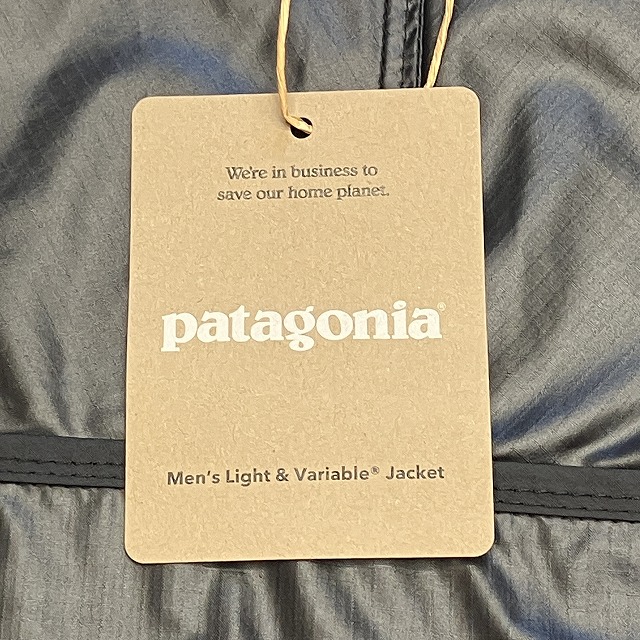 We're in business to
save our home planet.
patagonia®
Men's Light & Variable® Jacket